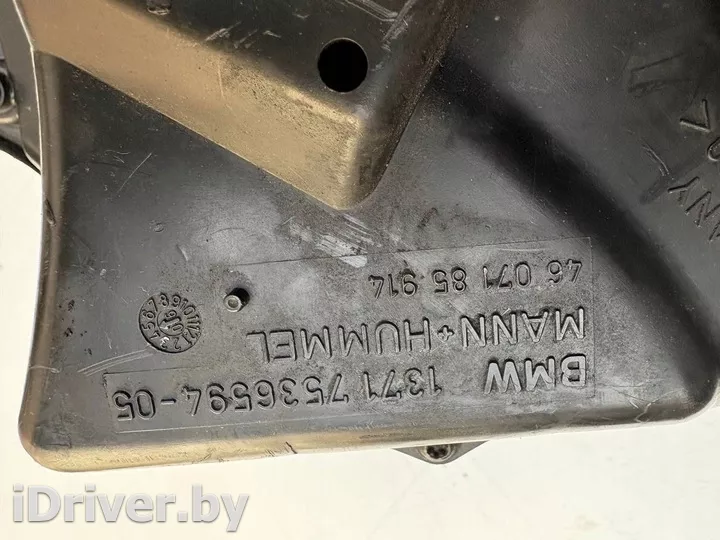 BMW 1371 7536594-05
MANN+HUMMEL
46 071 85 914
iDriver.by